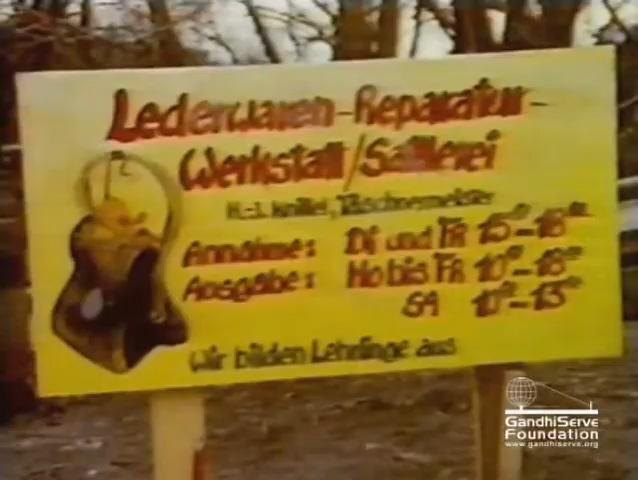 Lederwaren-Reparatur-
Werkstatt/Sattlerei
H.-J. Täschnermeister
Annahme: Di und FR 15⁰⁰-18⁰⁰
Ausgabe: Mo bis FR 10⁰⁰-18⁰⁰
SA 10⁰⁰-13⁰⁰
Wir bilden Lehrlinge aus
GANDHISERVE
FOUNDATION
www.gandhiserve.org